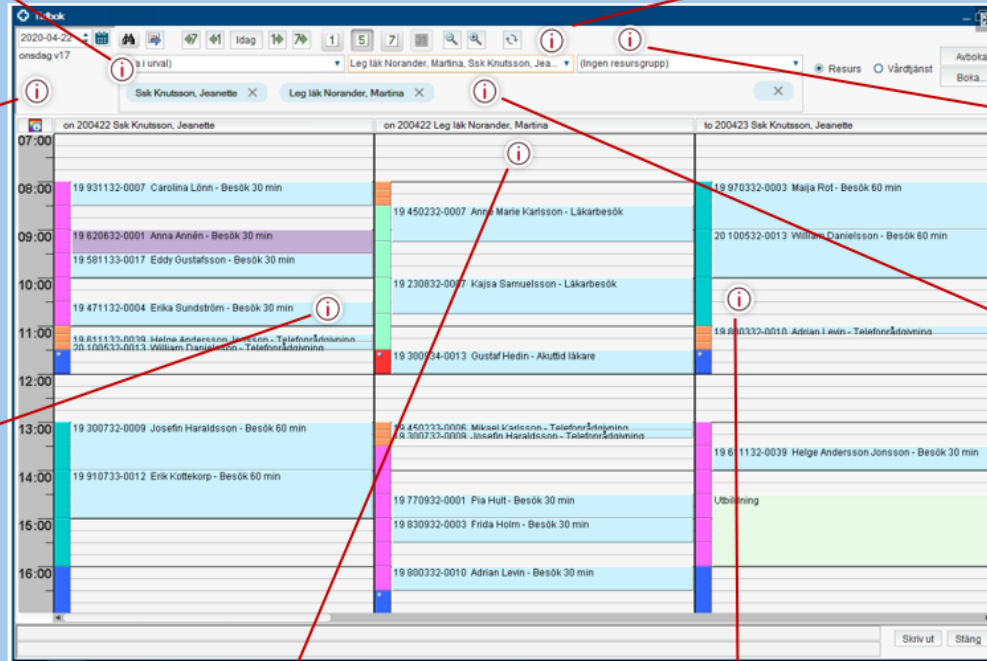 Tidbok
2020-04-22
Idag
1
5
7
onsdag v17
i urval)
Leg läk Norander, Martina, Ssk Knutsson, Jea...
(Ingen resursgrupp)
Resurs
Vårdtjänst
Avboka
Boka...
Ssk Knutsson, Jeanette
Leg läk Norander, Martina
on 200422 Ssk Knutsson, Jeanette
on 200422 Leg läk Norander, Martina
to 200423 Ssk Knutsson, Jeanette
07:00
08:00
19 931132-0007 Carolina Lönn - Besök 30 min
19 970332-0003 Maija Rot - Besök 60 min
19 450232-0007 Anne Marie Karlsson - Läkarbesök
09:00
19 620632-0001 Anna Annén - Besök 30 min
20 100532-0013 William Danielsson - Besök 60 min
19 581133-0017 Eddy Gustafsson - Besök 30 min
10:00
19 230832-0007 Kajsa Samuelsson - Läkarbesök
19 471132-0004 Erika Sundström - Besök 30 min
11:00
19 611132-0039 Helge Andersson Jonsson - Telefonrådgivning
20 100532-0013 William Danielsson - Telefonrådgivning
19 800332-0010 Adrian Levin - Telefonrådgivning
19 300934-0013 Gustaf Hedin - Akuttid läkare
12:00
13:00
19 300732-0009 Josefin Haraldsson - Besök 60 min
19 450233-0006 Mikael Karlsson - Telefonrådgivning
19 300732-0009 Josefin Haraldsson - Telefonrådgivning
19 611132-0039 Helge Andersson Jonsson - Besök 30 min
14:00
19 910733-0012 Erik Kottekorp - Besök 60 min
19 770932-0001 Pia Hult - Besök 30 min
Utbildning
15:00
19 830932-0003 Frida Holm - Besök 30 min
16:00
19 800332-0010 Adrian Levin - Besök 30 min
Skriv ut
Stäng